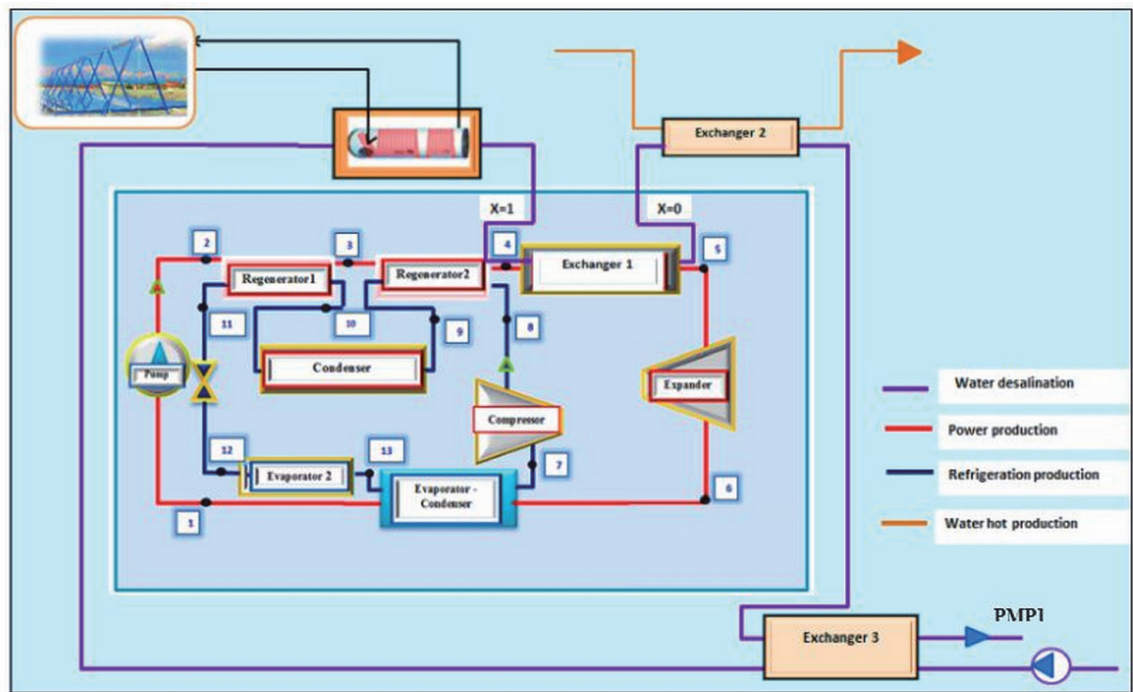 Exchanger 2
X=1
X=0
2
3
4
5
Regenerator1
Regenerator2
Exchanger 1
11
10
9
8
Pump
Condenser
Expander
Compressor
Water desalination
Power production
12
13
7
Evaporator 2
Evaporator -
Condenser
Refrigeration production
1
6
Water hot production
PMP1
Exchanger 3